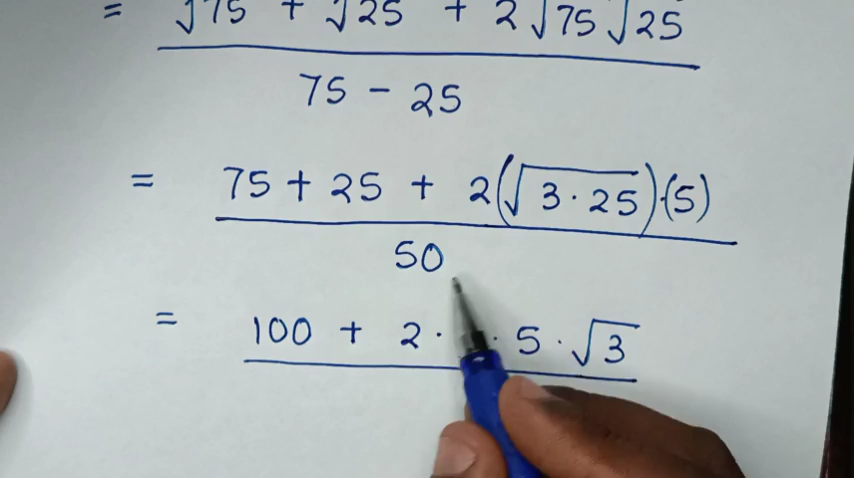 = √75 + √25 + 2√75√25
75 - 25
= 75 + 25 + 2(√3·25)·(5)
50
= 100 + 2· ·5·√3